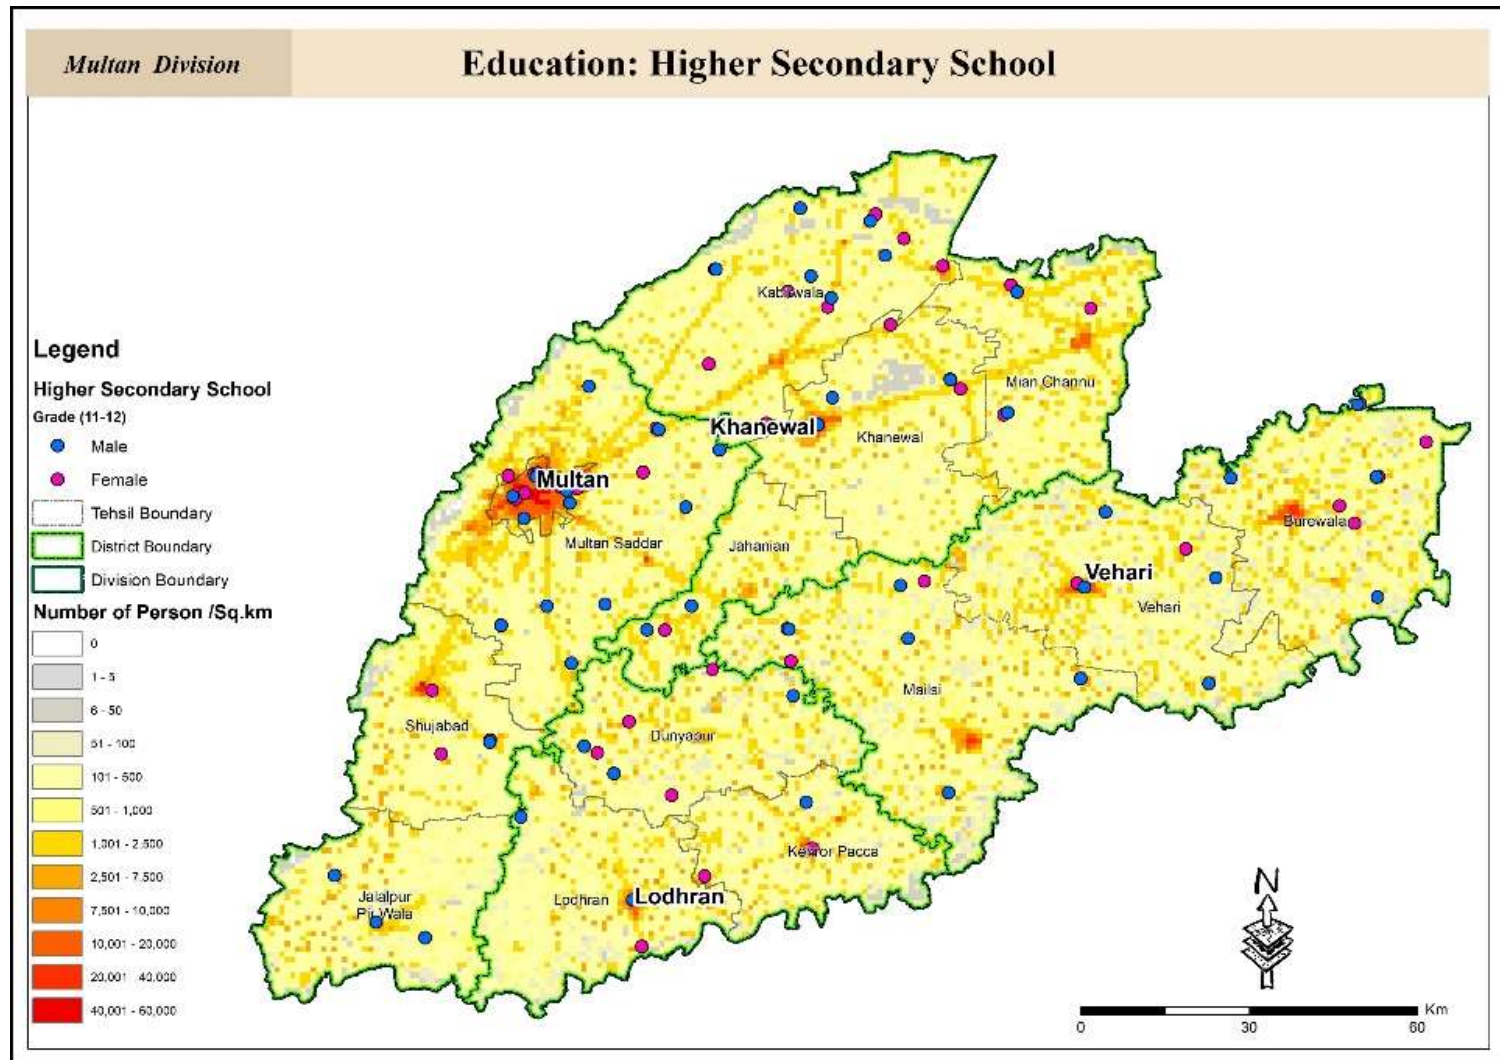 Multan Division
Education: Higher Secondary School
Kabirwala
Mian Channu
Khanewal
Khanewal
Multan
Multan Saddar
Jahanian
Burewala
Vehari
Vehari
Mailsi
Shujabad
Dunyapur
Kehror Pacca
Jalalpur
Pir Wala
Lodhran
Lodhran
Legend
Higher Secondary School
Grade (11-12)
Male
Female
Tehsil Boundary
District Boundary
Division Boundary
Number of Person /Sq.km
0
1 - 5
6 - 50
51 - 100
101 - 500
501 - 1,000
1,001 - 2,500
2,501 - 7,500
7,501 - 10,000
10,001 - 20,000
20,001 - 40,000
40,001 - 60,000
N
Km
0 30 60